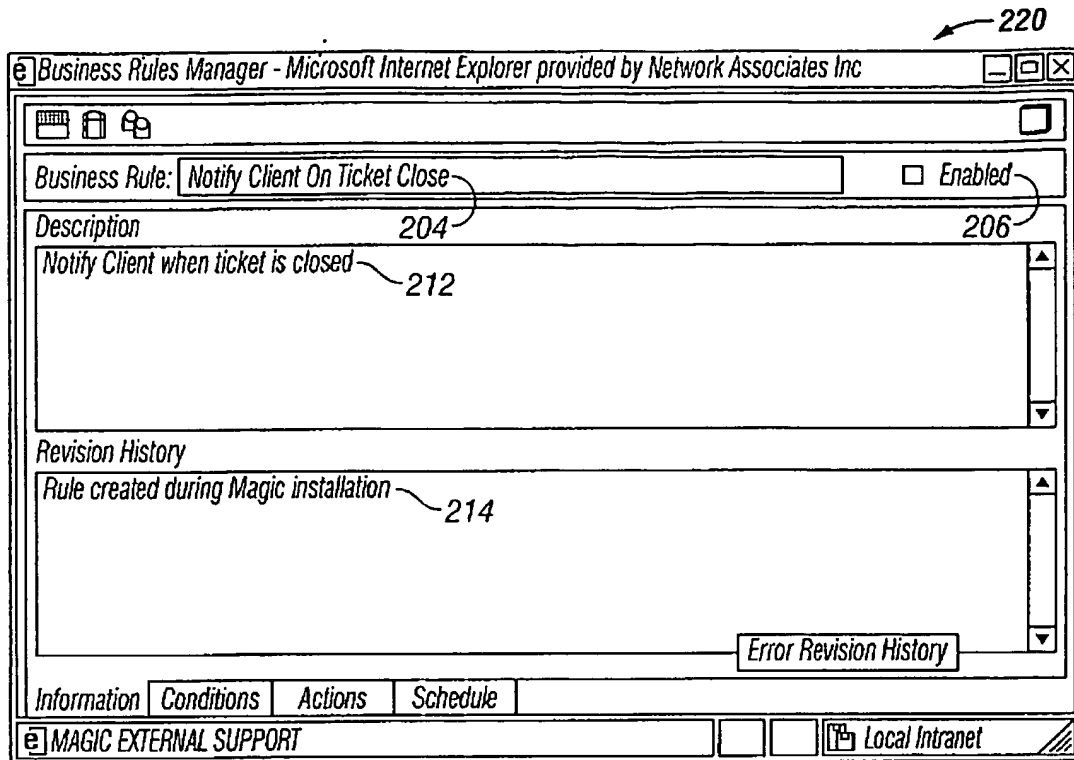 220
Business Rules Manager - Microsoft Internet Explorer provided by Network Associates Inc
Business Rule: Notify Client On Ticket Close
Enabled
204
206
Description
Notify Client when ticket is closed
212
Revision History
Rule created during Magic installation
214
Error Revision History
Information Conditions Actions Schedule
MAGIC EXTERNAL SUPPORT
Local Intranet